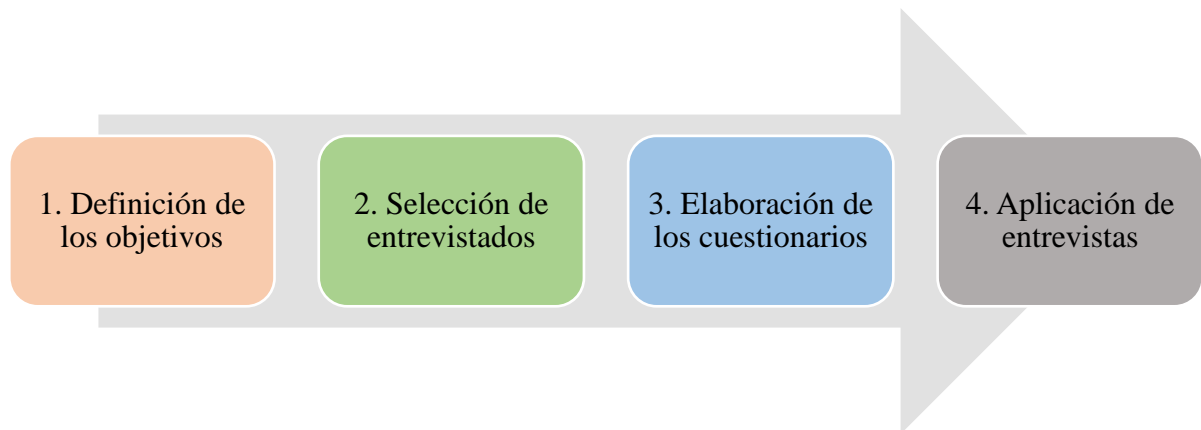 1. Definición de
los objetivos
2. Selección de
entrevistados
3. Elaboración de
los cuestionarios
4. Aplicación de
entrevistas